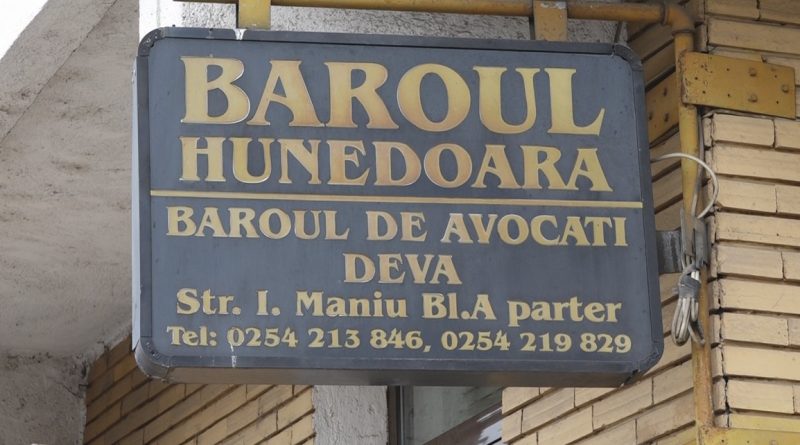 BAROUL
HUNEDOARA
BAROUL DE AVOCATI
DEVA
Str. I. Maniu Bl.A parter
Tel: 0254 213 846, 0254 219 829